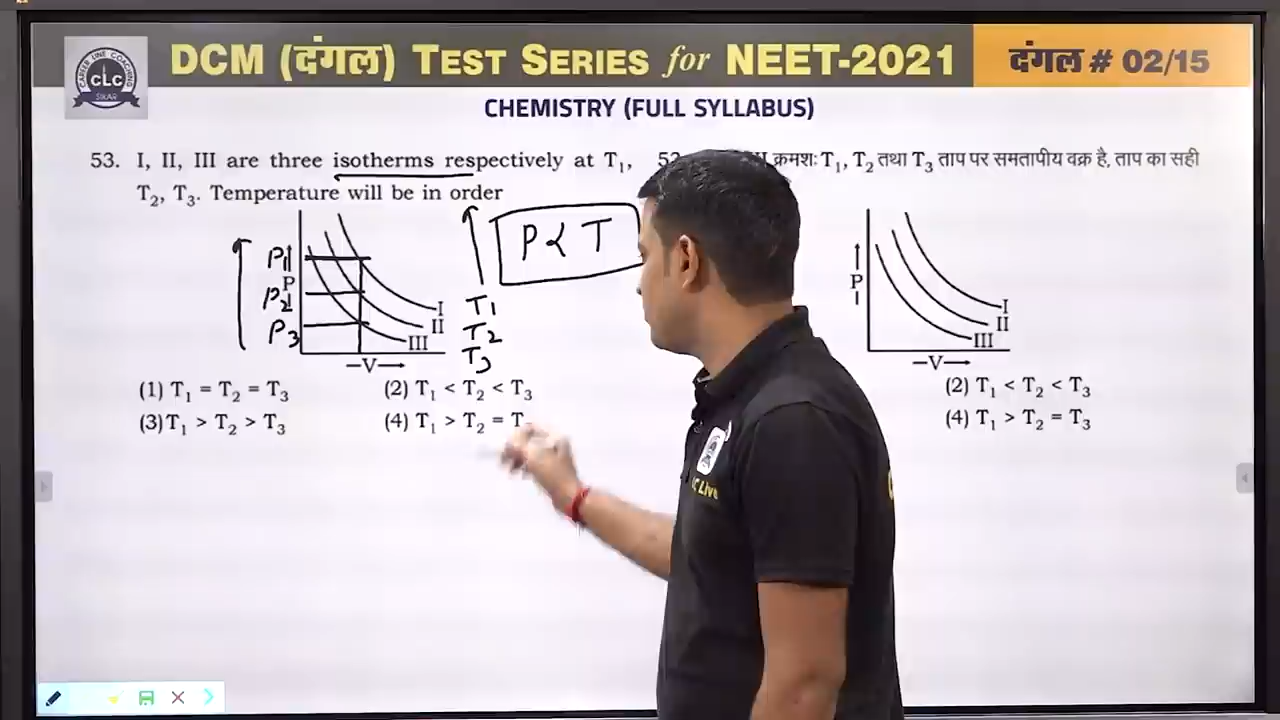 DCM (दंगल) TEST SERIES for NEET-2021
दंगल # 02/15
CLC
SIKAR
CHEMISTRY (FULL SYLLABUS)
53. I, II, III are three isotherms respectively at T₁,
T₂, T₃. Temperature will be in order
P₁
P
P₂
P₃
I
II
III
V
P ∝ T
T₁
T₂
T₃
(1) T₁ = T₂ = T₃
(2) T₁ < T₂ < T₃
(3) T₁ > T₂ > T₃
(4) T₁ > T₂ = T
क्रमशः T₁, T₂ तथा T₃ ताप पर समतापीय वक्र है, ताप का सही
P
I
II
III
V
(2) T₁ < T₂ < T₃
(4) T₁ > T₂ = T₃